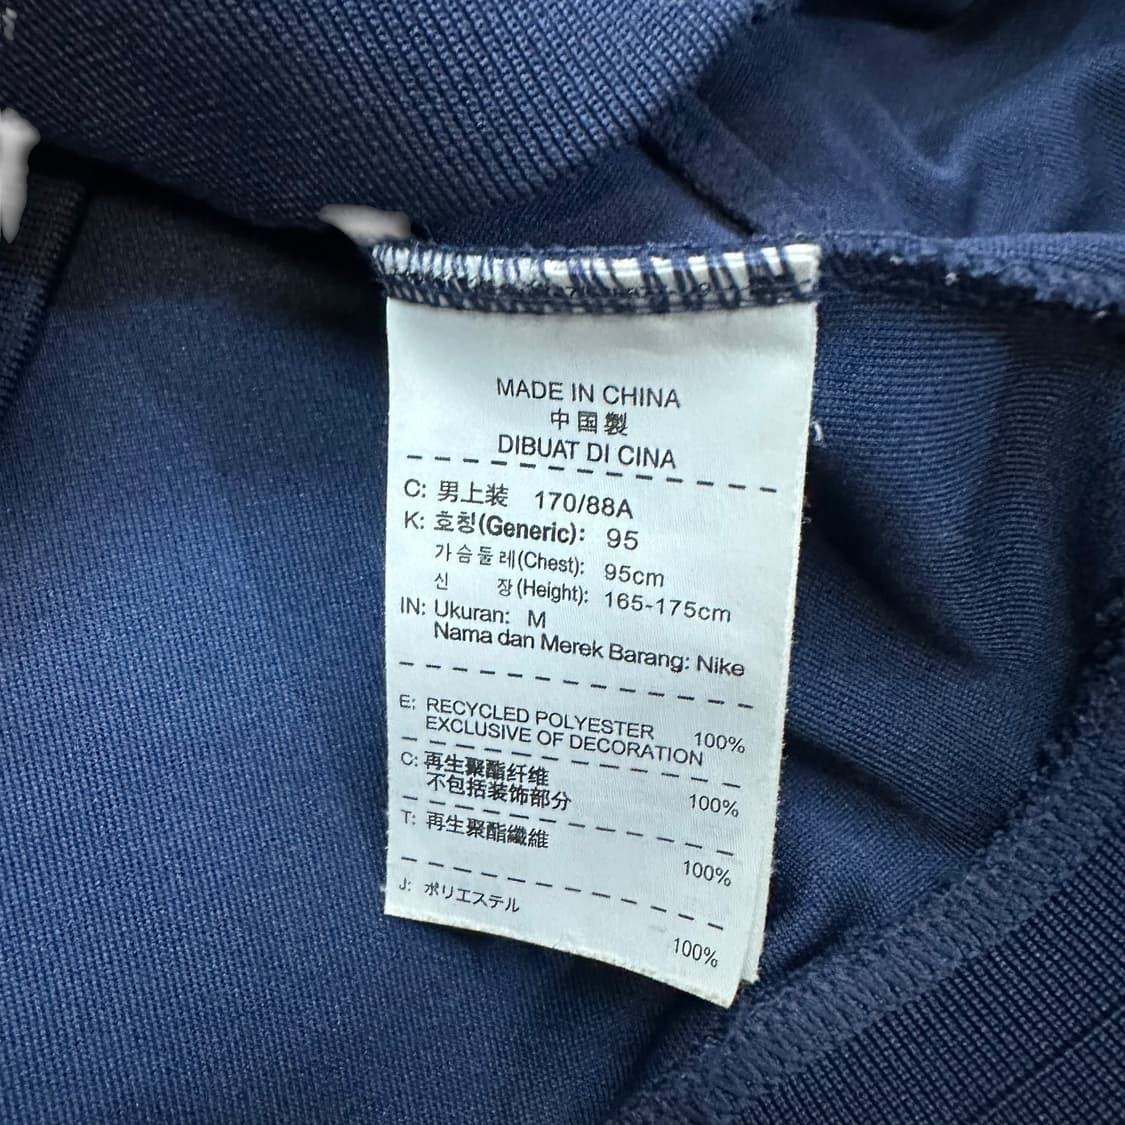 MADE IN CHINA
中国製
DIBUAT DI CINA
C: 男上装 170/88A
K: 호칭(Generic): 95
가슴둘레(Chest): 95cm
신 장(Height): 165-175cm
IN: Ukuran: M
Nama dan Merek Barang: Nike
E: RECYCLED POLYESTER 100%
EXCLUSIVE OF DECORATION
C: 再生聚酯纤维 100%
不包括装饰部分
T: 再生聚酯纖維 100%
J: ポリエステル 100%